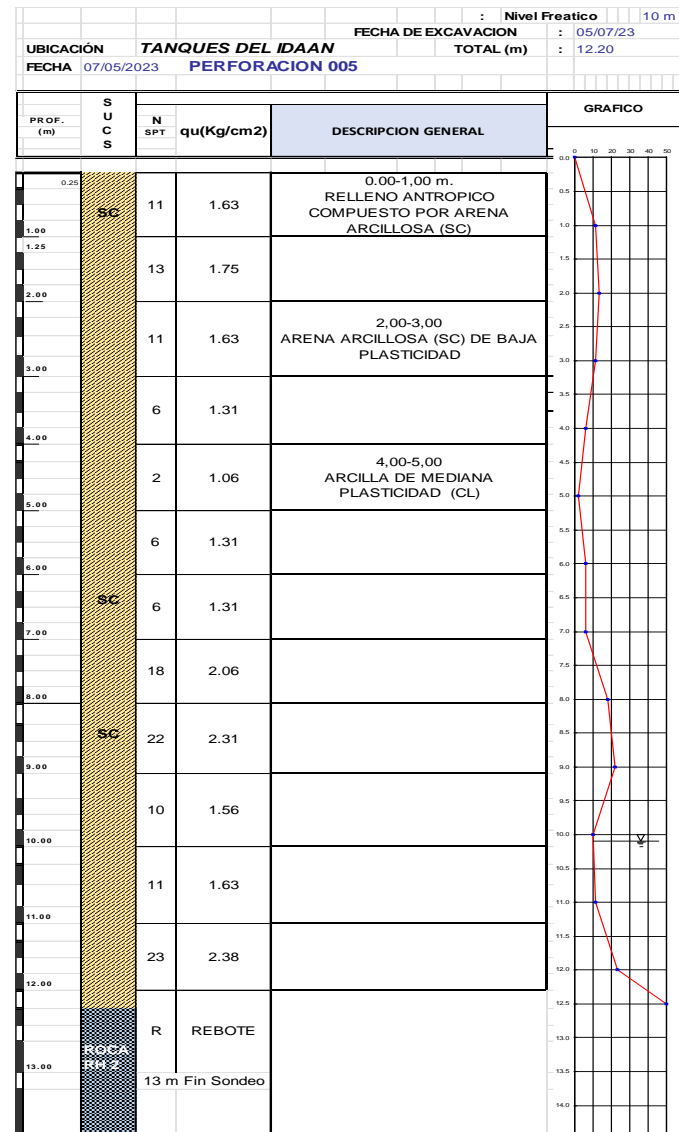 : Nivel Freatico 10 m
FECHA DE EXCAVACION : 05/07/23
UBICACIÓN TANQUES DEL IDAAN TOTAL (m) : 12.20
FECHA 07/05/2023 PERFORACION 005
PROF. (m)
S U C S
N SPT
qu(Kg/cm2)
DESCRIPCION GENERAL
GRAFICO
0 10 20 30 40 50
0.25
SC
1.00
11 1.63
0.00-1,00 m.
RELLENO ANTROPICO
COMPUESTO POR ARENA
ARCILLOSA (SC)
1.25
13 1.75
2.00
11 1.63
2,00-3,00
ARENA ARCILLOSA (SC) DE BAJA
PLASTICIDAD
3.00
6 1.31
4.00
2 1.06
4,00-5,00
ARCILLA DE MEDIANA
PLASTICIDAD (CL)
5.00
6 1.31
6.00
SC
6 1.31
7.00
18 2.06
8.00
SC
22 2.31
9.00
10 1.56
10.00
11 1.63
11.00
23 2.38
12.00
R REBOTE
ROCA
RH-2
13.00
13 m Fin Sondeo
0.0
0.5
1.0
1.5
2.0
2.5
3.0
3.5
4.0
4.5
5.0
5.5
6.0
6.5
7.0
7.5
8.0
8.5
9.0
9.5
10.0
10.5
11.0
11.5
12.0
12.5
13.0
13.5
14.0